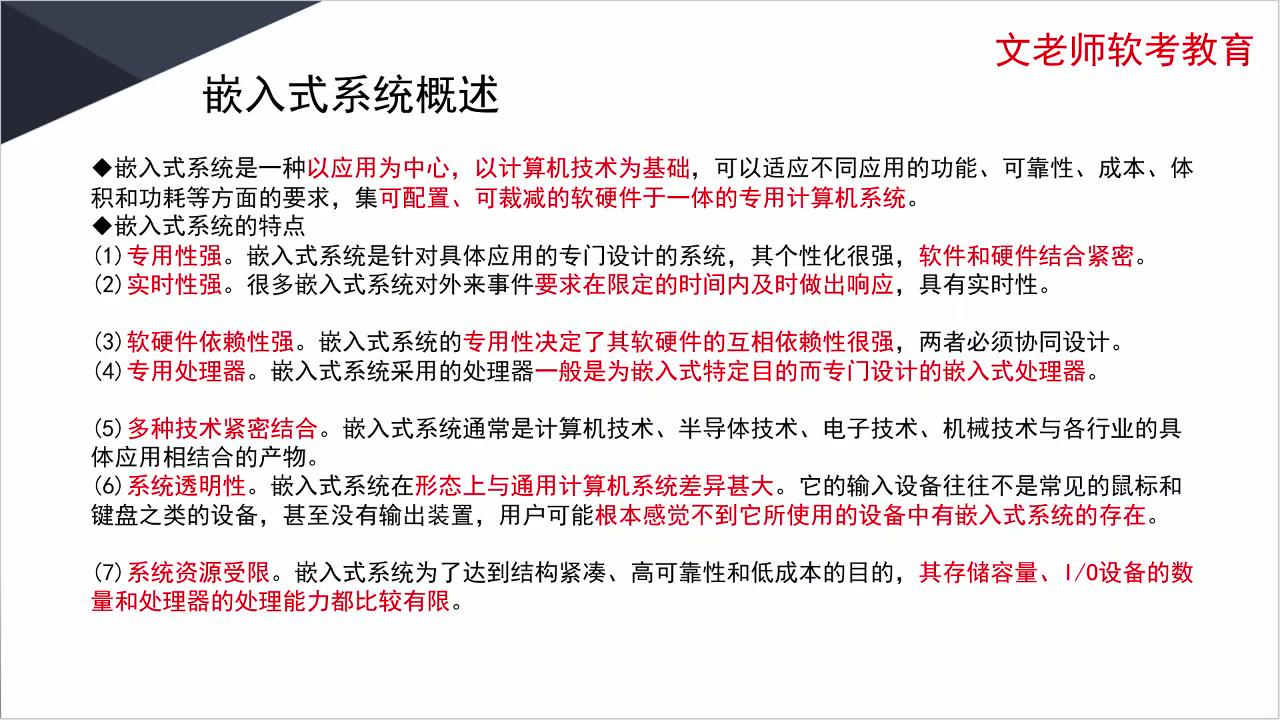 文老师软考教育
嵌入式系统概述
◆嵌入式系统是一种以应用为中心，以计算机技术为基础，可以适应不同应用的功能、可靠性、成本、体
积和功耗等方面的要求，集可配置、可裁减的软硬件于一体的专用计算机系统。
◆嵌入式系统的特点
(1)专用性强。嵌入式系统是针对具体应用的专门设计的系统，其个性化很强，软件和硬件结合紧密。
(2)实时性强。很多嵌入式系统对外来事件要求在限定的时间内及时做出响应，具有实时性。
(3)软硬件依赖性强。嵌入式系统的专用性决定了其软硬件的互相依赖性很强，两者必须协同设计。
(4)专用处理器。嵌入式系统采用的处理器一般是为嵌入式特定目的而专门设计的嵌入式处理器。
(5)多种技术紧密结合。嵌入式系统通常是计算机技术、半导体技术、电子技术、机械技术与各行业的具
体应用相结合的产物。
(6)系统透明性。嵌入式系统在形态上与通用计算机系统差异甚大。它的输入设备往往不是常见的鼠标和
键盘之类的设备，甚至没有输出装置，用户可能根本感觉不到它所使用的设备中有嵌入式系统的存在。
(7)系统资源受限。嵌入式系统为了达到结构紧凑、高可靠性和低成本的目的，其存储容量、I/O设备的数
量和处理器的处理能力都比较有限。